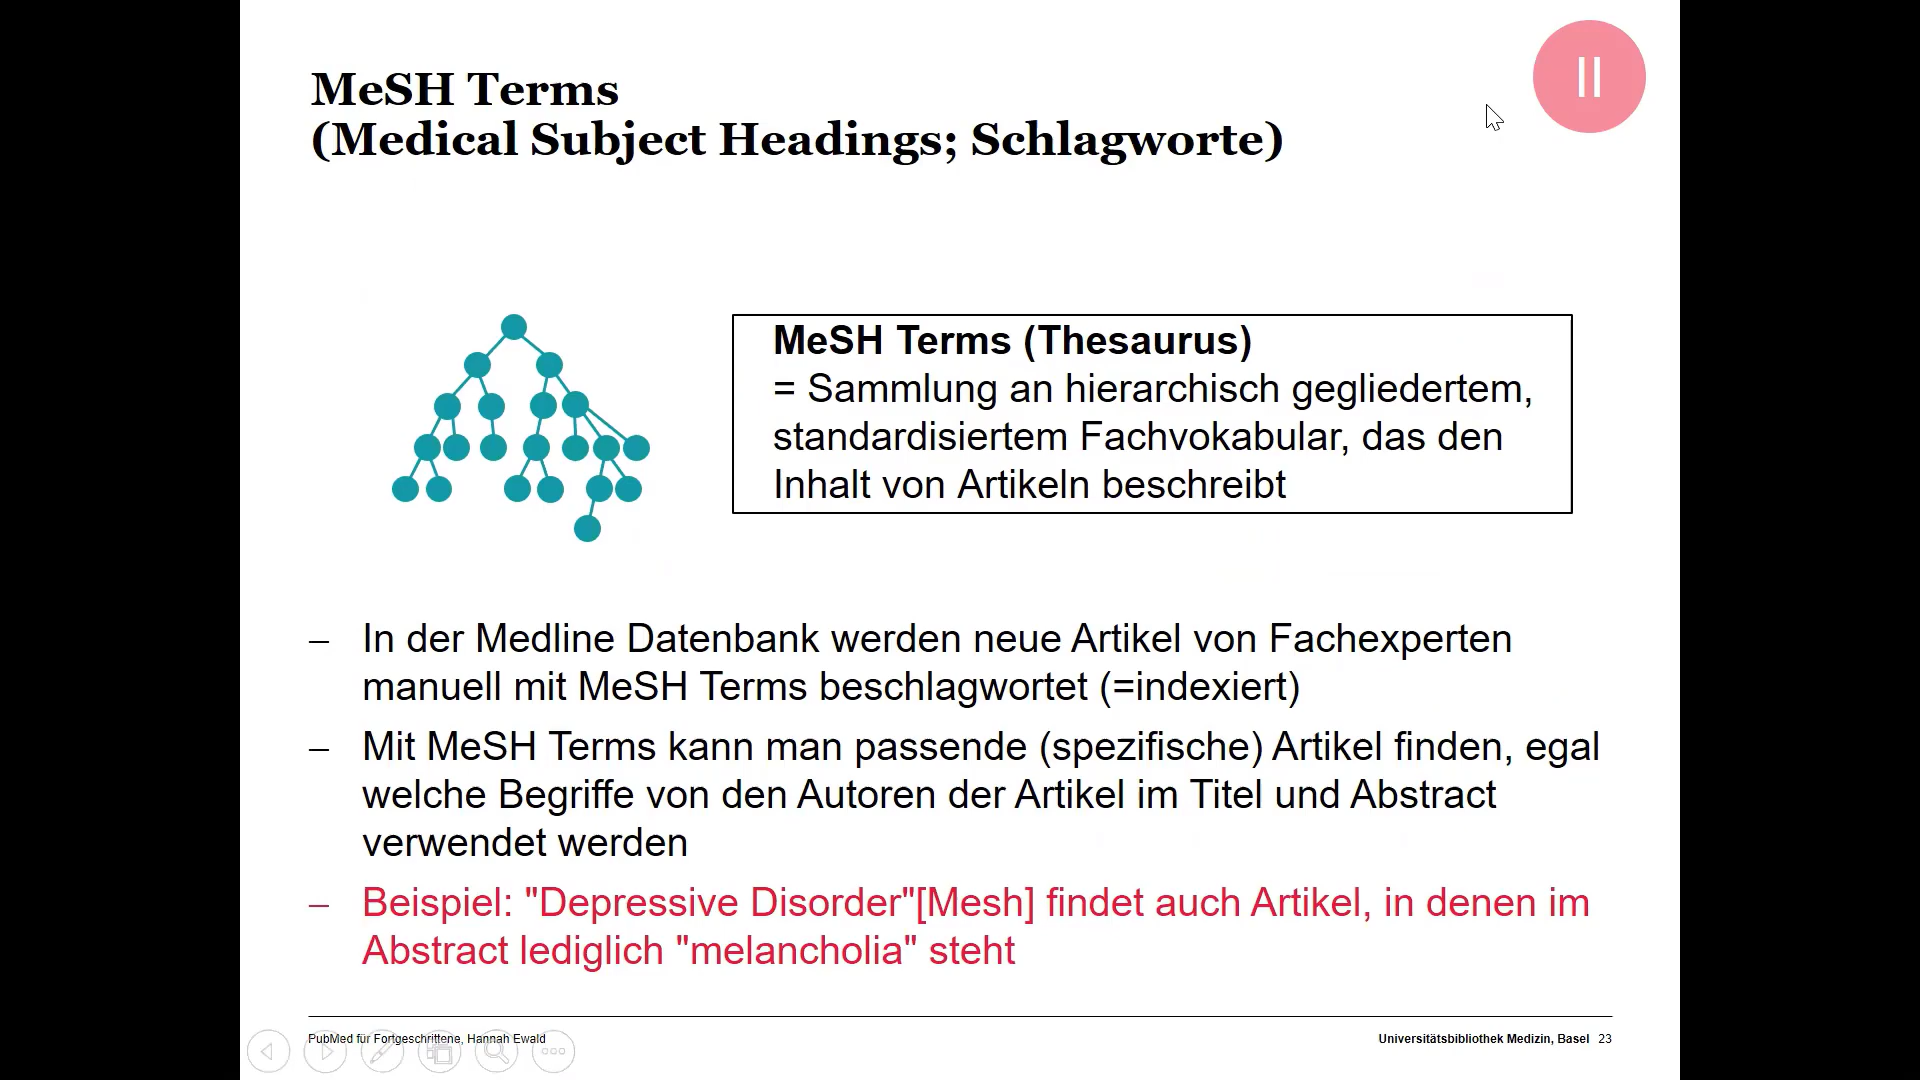 MeSH Terms
(Medical Subject Headings; Schlagworte)
MeSH Terms (Thesaurus)
= Sammlung an hierarchisch gegliedertem,
standardisiertem Fachvokabular, das den
Inhalt von Artikeln beschreibt
– In der Medline Datenbank werden neue Artikel von Fachexperten
manuell mit MeSH Terms beschlagwortet (=indexiert)
– Mit MeSH Terms kann man passende (spezifische) Artikel finden, egal
welche Begriffe von den Autoren der Artikel im Titel und Abstract
verwendet werden
– Beispiel: "Depressive Disorder"[Mesh] findet auch Artikel, in denen im
Abstract lediglich "melancholia" steht
PubMed für Fortgeschrittene, Hannah Ewald
Universitätsbibliothek Medizin, Basel 23